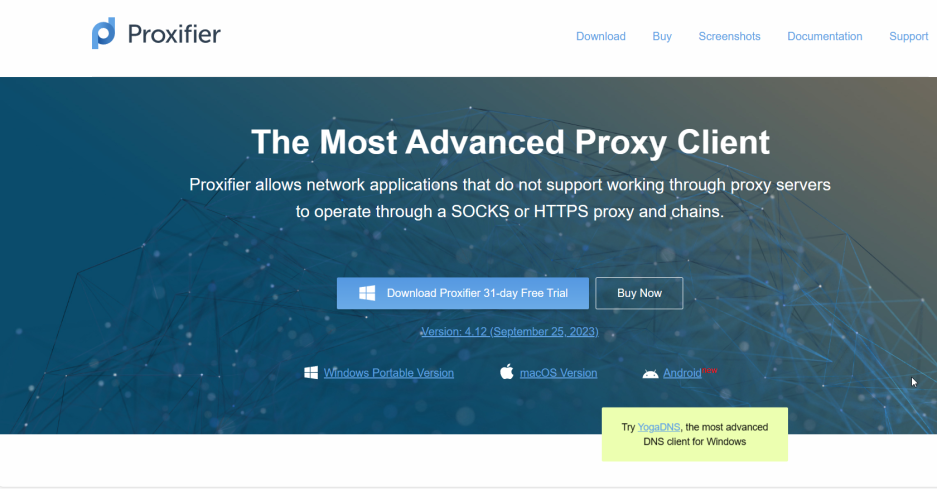 Proxifier
Download Buy Screenshots Documentation Support
The Most Advanced Proxy Client
Proxifier allows network applications that do not support working through proxy servers
to operate through a SOCKS or HTTPS proxy and chains.
Download Proxifier 31-day Free Trial
Buy Now
Version: 4.12 (September 25, 2023)
Windows Portable Version
macOS Version
Android
Try YogaDNS, the most advanced
DNS client for Windows